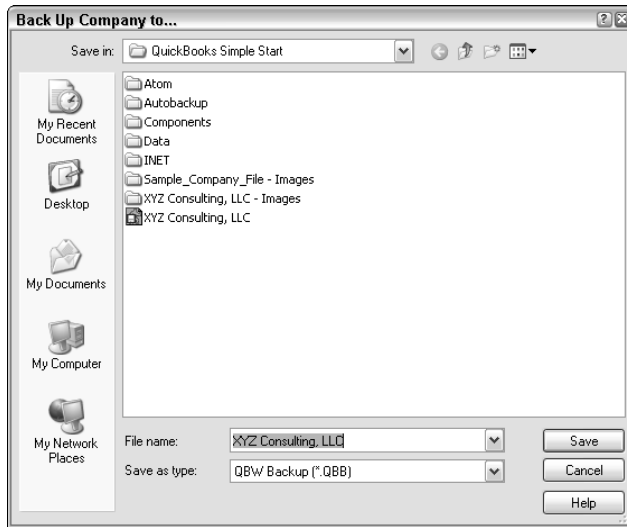 Back Up Company to...
Save in: QuickBooks Simple Start
My Recent
Documents
Desktop
My Documents
My Computer
My Network
Places
Atom
Autobackup
Components
Data
INET
Sample_Company_File - Images
XYZ Consulting, LLC - Images
XYZ Consulting, LLC
File name: XYZ Consulting, LLC Save
Save as type: QBW Backup (*.QBB) Cancel
Help